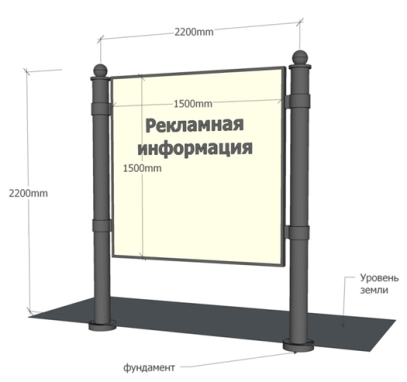 2200mm
1500mm
Рекламная
информация
1500mm
2200mm
Уровень
земли
фундамент